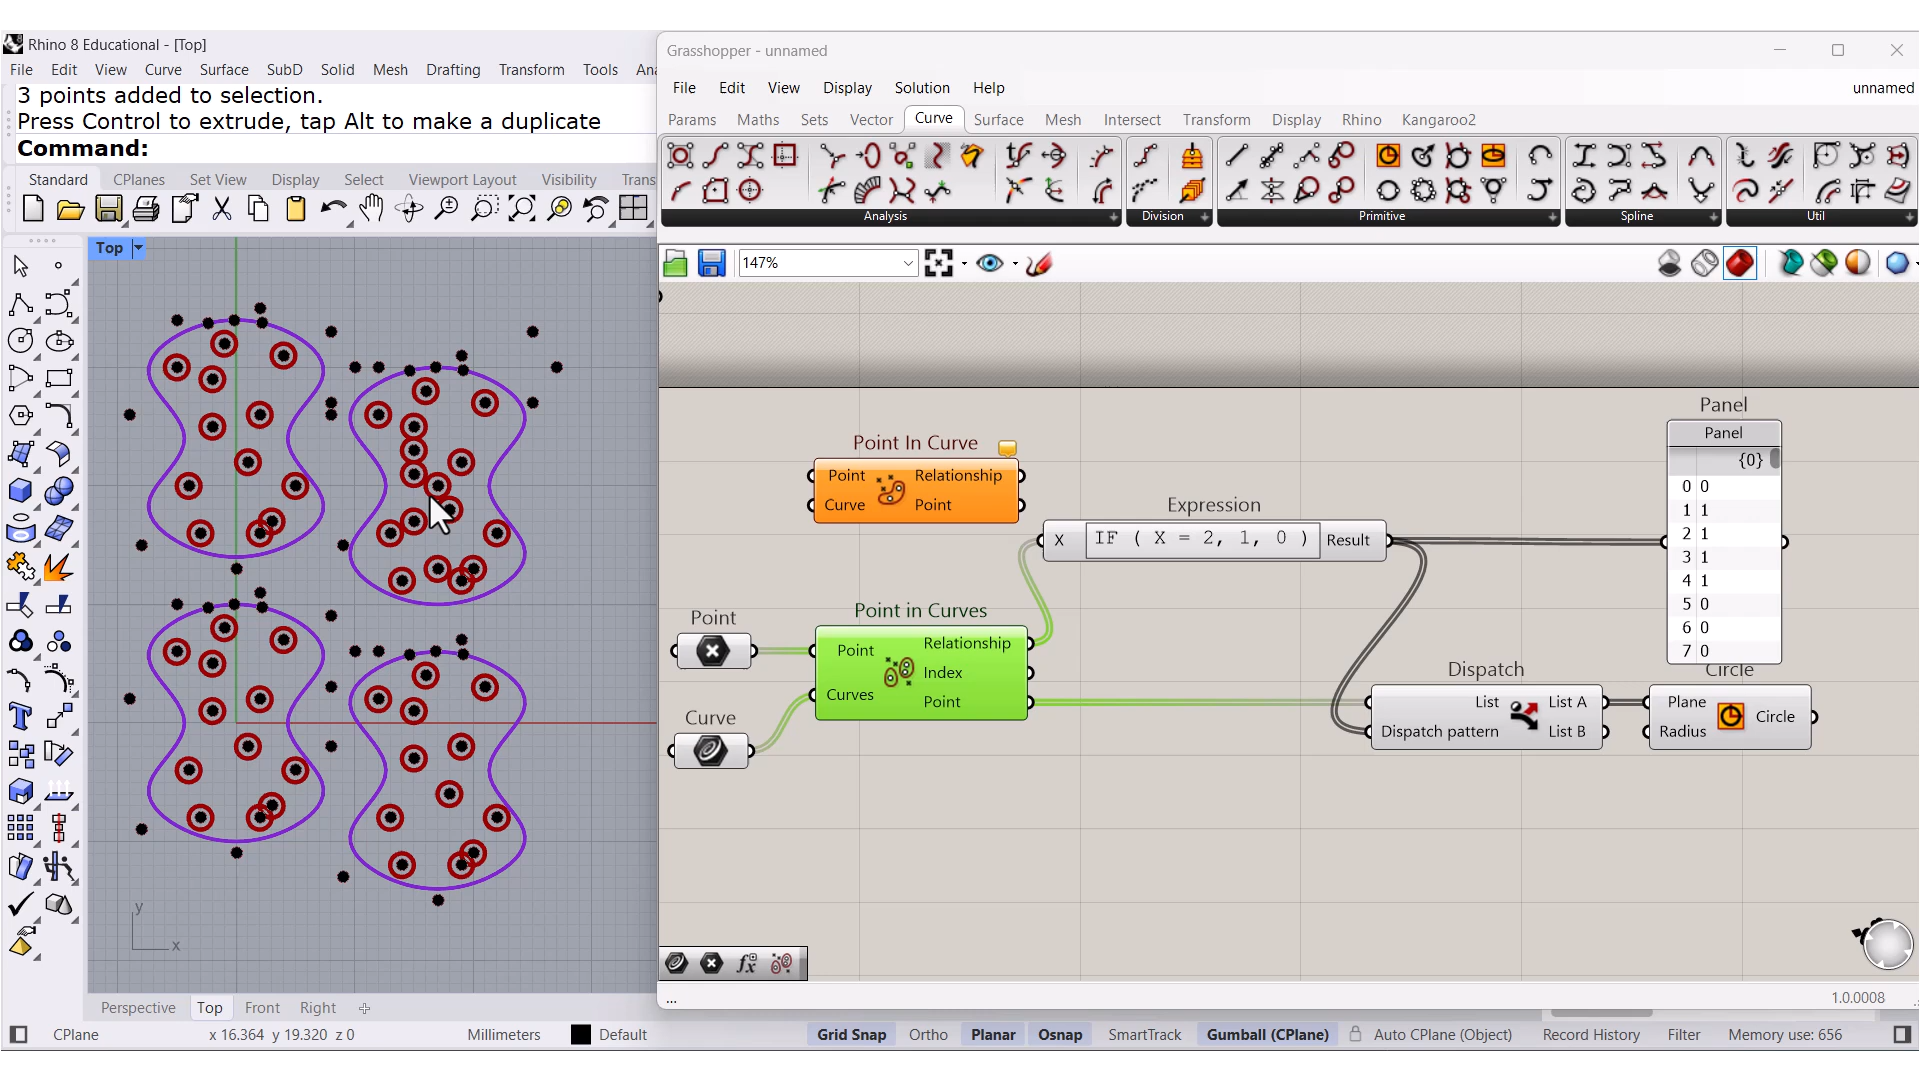 Rhino 8 Educational - [Top]
File Edit View Curve Surface SubD Solid Mesh Drafting Transform Tools Ana
3 points added to selection.
Press Control to extrude, tap Alt to make a duplicate
Command:
Standard CPlanes Set View Display Select Viewport Layout Visibility Trans
Top
y
x
Perspective Top Front Right
CPlane x 16.364 y 19.320 z 0 Millimeters Default Grid Snap Ortho Planar Osnap SmartTrack Gumball (CPlane) Auto CPlane (Object) Record History Filter Memory use: 656
Grasshopper - unnamed
File Edit View Display Solution Help unnamed
Params Maths Sets Vector Curve Surface Mesh Intersect Transform Display Rhino Kangaroo2
Analysis Division Primitive Spline Util
147%
Point In Curve
Point Relationship
Curve Point
Expression
X IF ( X = 2, 1, 0 ) Result
Panel
Panel
{0}
0 0
1 1
2 1
3 1
4 1
5 0
6 0
7 0
Point
Point in Curves
Point Relationship
Index
Curves Point
Curve
Dispatch
List List A
Dispatch pattern List B
Circle
Plane Circle
Radius
fx
...
1.0.0008